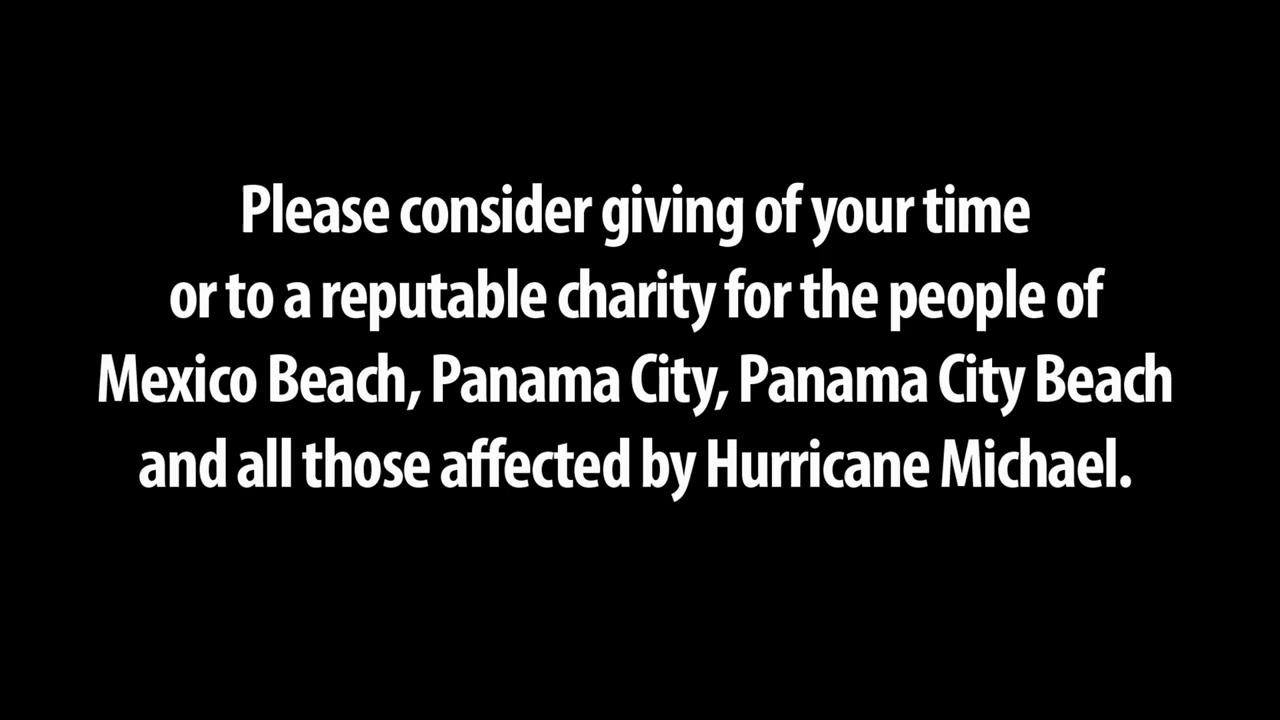 Please consider giving of your time
or to a reputable charity for the people of
Mexico Beach, Panama City, Panama City Beach
and all those affected by Hurricane Michael.